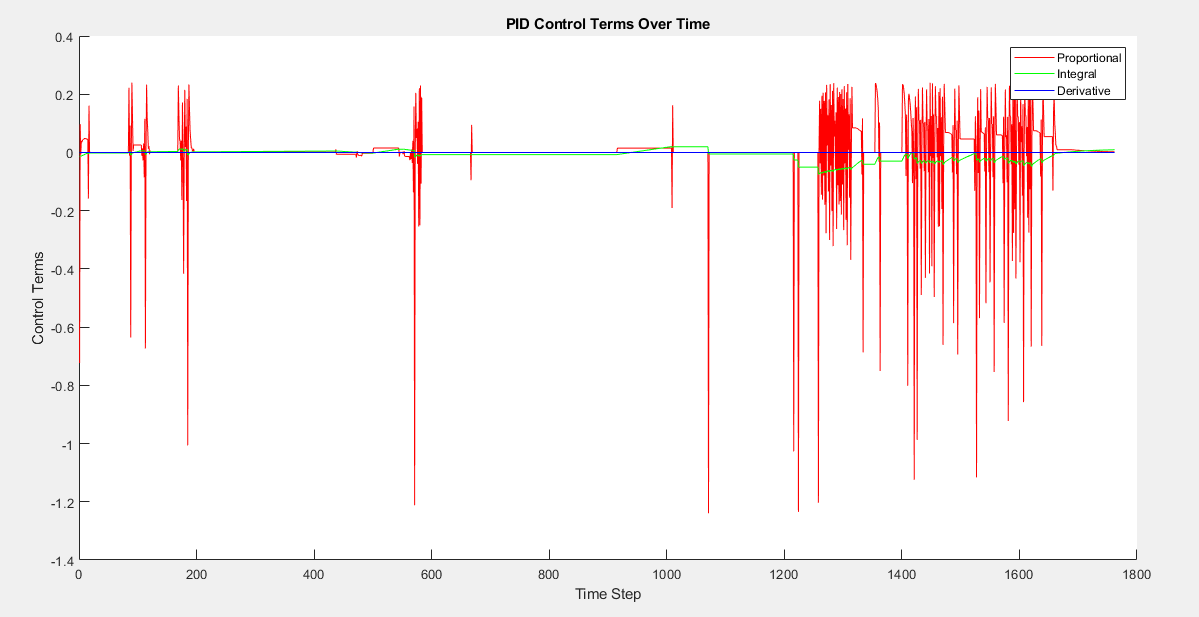 PID Control Terms Over Time
0.4
0.2
0
-0.2
-0.4
-0.6
-0.8
-1
-1.2
-1.4
Control Terms
Proportional
Integral
Derivative
0 200 400 600 800 1000 1200 1400 1600 1800
Time Step